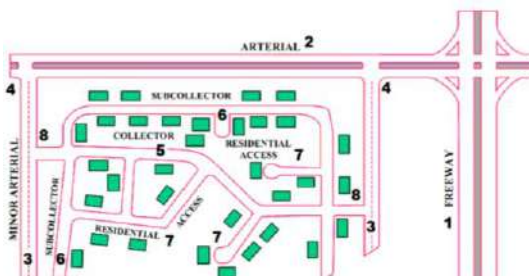 ARTERIAL 2
4
4
SUBCOLLECTOR
6
8
COLLECTOR
5
RESIDENTIAL
ACCESS
7
MINOR ARTERIAL
3
SUBCOLLECTOR
6
RESIDENTIAL
ACCESS
7
7
8
3
FREEWAY
1